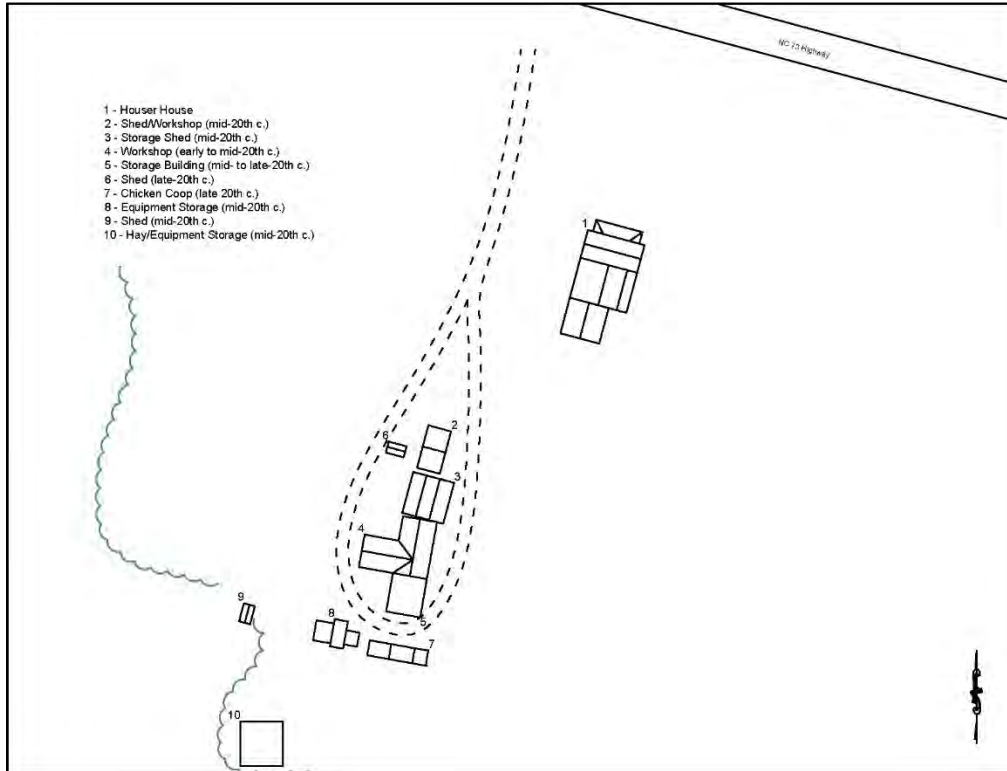 NC 73 Highway
1 - Houser House
2 - Shed/Workshop (mid-20th c.)
3 - Storage Shed (mid-20th c.)
4 - Workshop (early to mid-20th c.)
5 - Storage Building (mid- to late-20th c.)
6 - Shed (late-20th c.)
7 - Chicken Coop (late 20th c.)
8 - Equipment Storage (mid-20th c.)
9 - Shed (mid-20th c.)
10 - Hay/Equipment Storage (mid-20th c.)
1
2
6
3
4
9
8
5
7
10